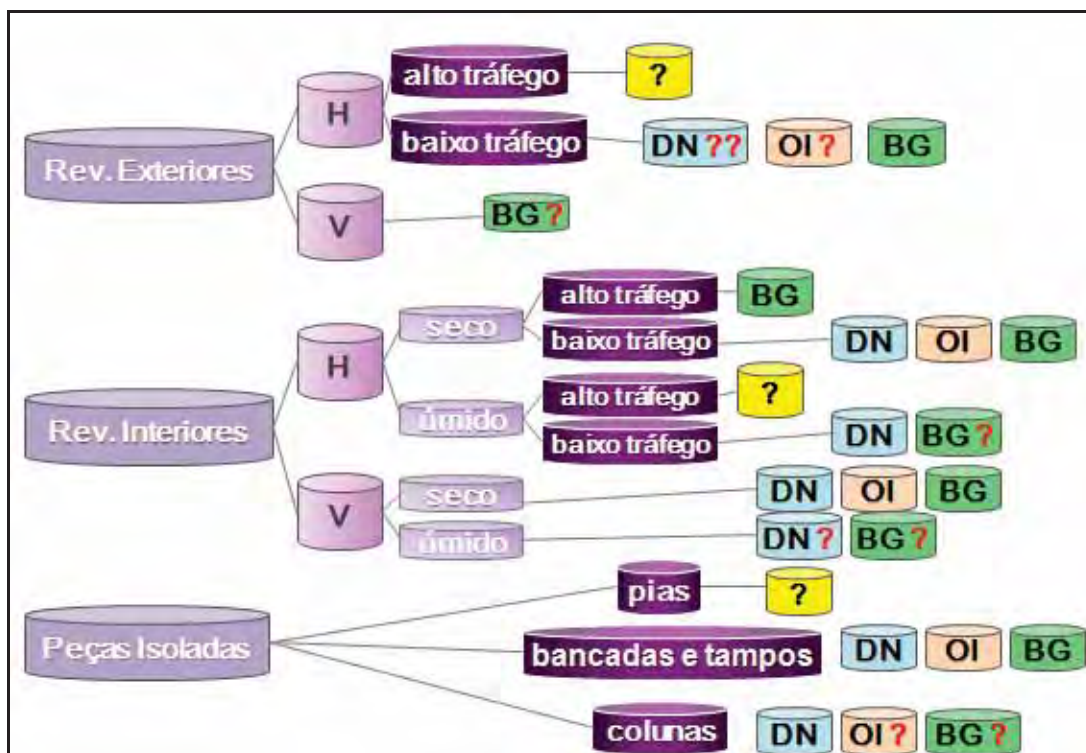 alto tráfego ?
H
baixo tráfego DN ?? OI ? BG
Rev. Exteriores
V BG ?
alto tráfego BG
seco
baixo tráfego DN OI BG
H
alto tráfego ?
úmido
Rev. Interiores
baixo tráfego DN BG ?
seco DN OI BG
V
úmido DN ? BG ?
pias ?
Peças Isoladas
bancadas e tampos DN OI BG
colunas DN OI ? BG ?